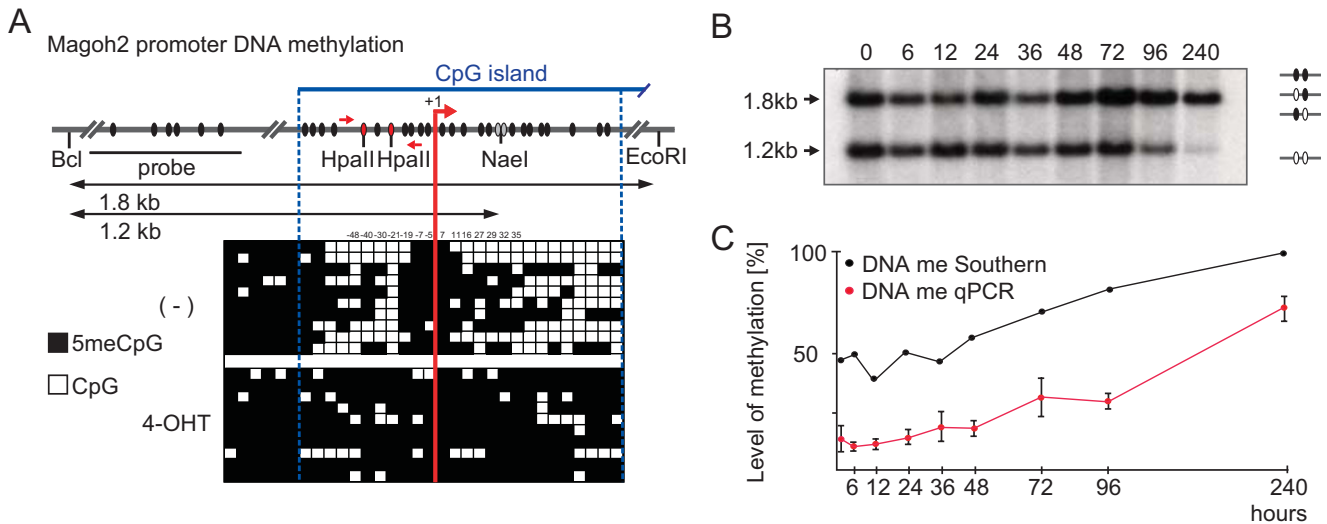 A
Magoh2 promoter DNA methylation
CpG island
+1
BclI
probe
HpaII
HpaII
NaeI
EcoRI
1.8 kb
1.2 kb
-48 -40 -30 -21 -19 -7 -5 7 11 16 27 29 32 35
( - )
5meCpG
CpG
4-OHT
B
0 6 12 24 36 48 72 96 240
1.8kb
1.2kb
C
Level of methylation [%]
100
50
DNA me Southern
DNA me qPCR
6 12 24 36 48 72 96 240
hours